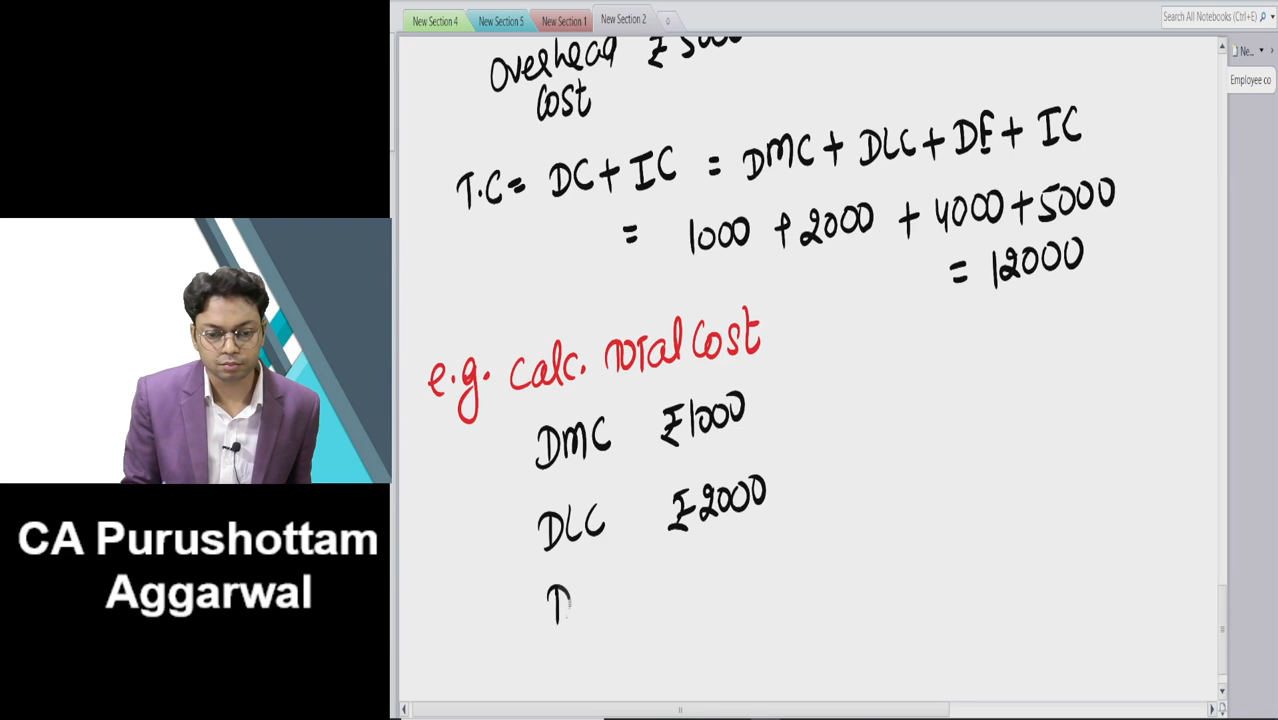 New Section 4 New Section 5 New Section 1 New Section 2
Search All Notebooks (Ctrl+E)
Ne...
Employee co
Overhead ₹ 5000
Cost
T.C = DC + IC = DMC + DLC + DE + IC
= 1000 + 2000 + 4000 + 5000
= 12000
e.g. Calc. Total Cost
DMC ₹1000
DLC ₹2000
CA Purushottam
Aggarwal